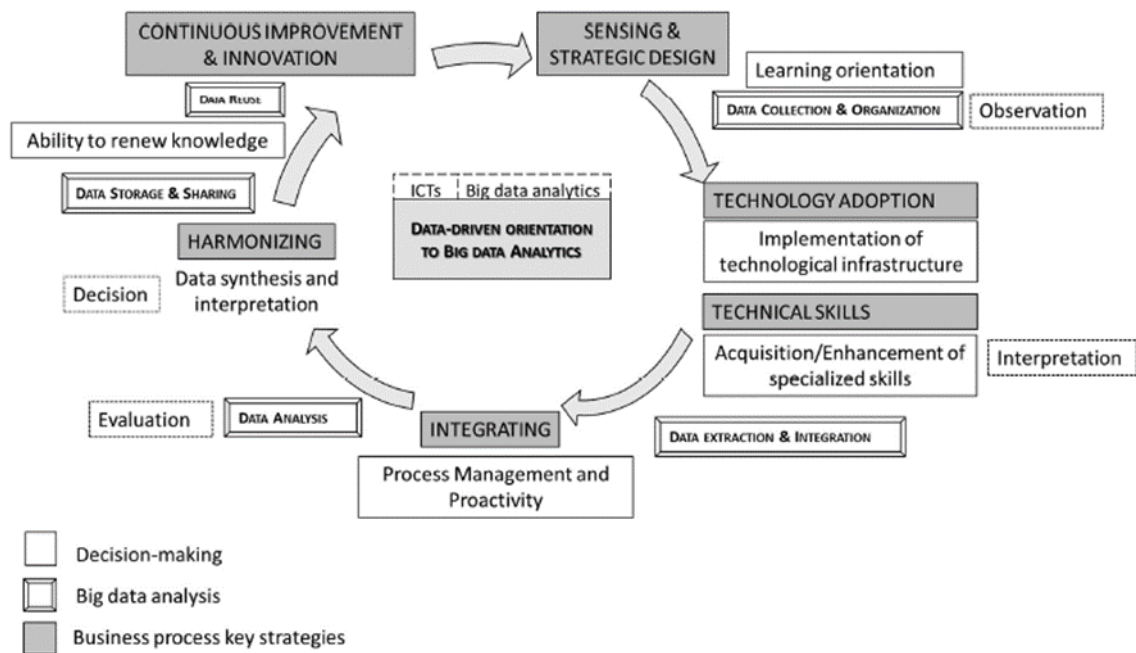 CONTINUOUS IMPROVEMENT
& INNOVATION
SENSING &
STRATEGIC DESIGN
Learning orientation
DATA COLLECTION & ORGANIZATION
Observation
DATA REUSE
Ability to renew knowledge
DATA STORAGE & SHARING
HARMONIZING
Data synthesis and
interpretation
Decision
ICTs
Big data analytics
DATA-DRIVEN ORIENTATION
TO BIG DATA ANALYTICS
TECHNOLOGY ADOPTION
Implementation of
technological infrastructure
TECHNICAL SKILLS
Acquisition/Enhancement of
specialized skills
Interpretation
Evaluation
DATA ANALYSIS
INTEGRATING
DATA EXTRACTION & INTEGRATION
Process Management and
Proactivity
Decision-making
Big data analysis
Business process key strategies